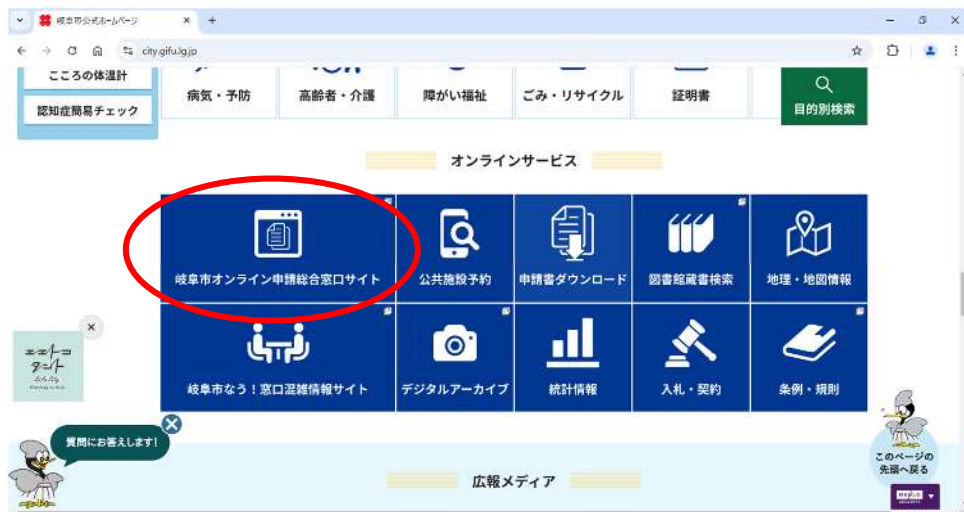 岐阜市公式ホームページ
city.gifu.lg.jp
こころの体温計
認知症簡易チェック
病気・予防
高齢者・介護
障がい福祉
ごみ・リサイクル
証明書
目的別検索
オンラインサービス
岐阜市オンライン申請総合窓口サイト
公共施設予約
申請書ダウンロード
図書館蔵書検索
地理・地図情報
岐阜市なう!窓口混雑情報サイト
デジタルアーカイブ
統計情報
入札・契約
条例・規則
質問にお答えします!
このページの
先頭へ戻る
広報メディア